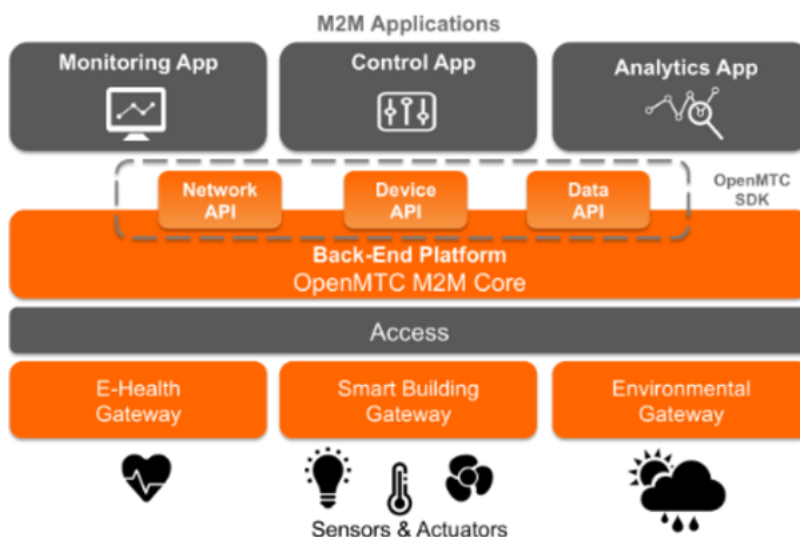 M2M Applications
Monitoring App
Control App
Analytics App
Network
API
Device
API
Data
API
OpenMTC
SDK
Back-End Platform
OpenMTC M2M Core
Access
E-Health
Gateway
Smart Building
Gateway
Environmental
Gateway
Sensors & Actuators